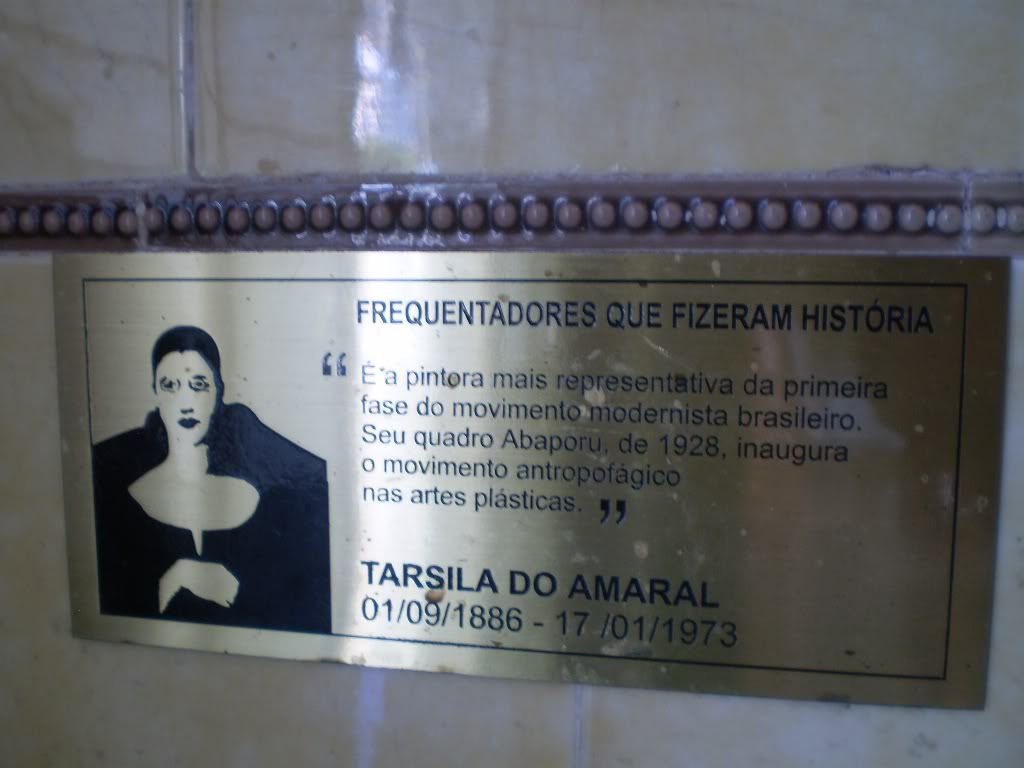 FREQUENTADORES QUE FIZERAM HISTÓRIA
“ É a pintora mais representativa da primeira
fase do movimento modernista brasileiro.
Seu quadro Abaporu, de 1928, inaugura
o movimento antropofágico
nas artes plásticas. ”
TARSILA DO AMARAL
01/09/1886 - 17 /01/1973